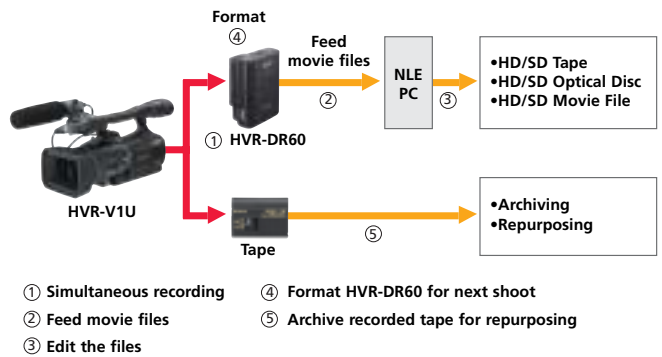 Format
④
Feed
movie files
②
NLE
PC
③
•HD/SD Tape
•HD/SD Optical Disc
•HD/SD Movie File
① HVR-DR60
HVR-V1U
Tape
⑤
•Archiving
•Repurposing
① Simultaneous recording
② Feed movie files
③ Edit the files
④ Format HVR-DR60 for next shoot
⑤ Archive recorded tape for repurposing